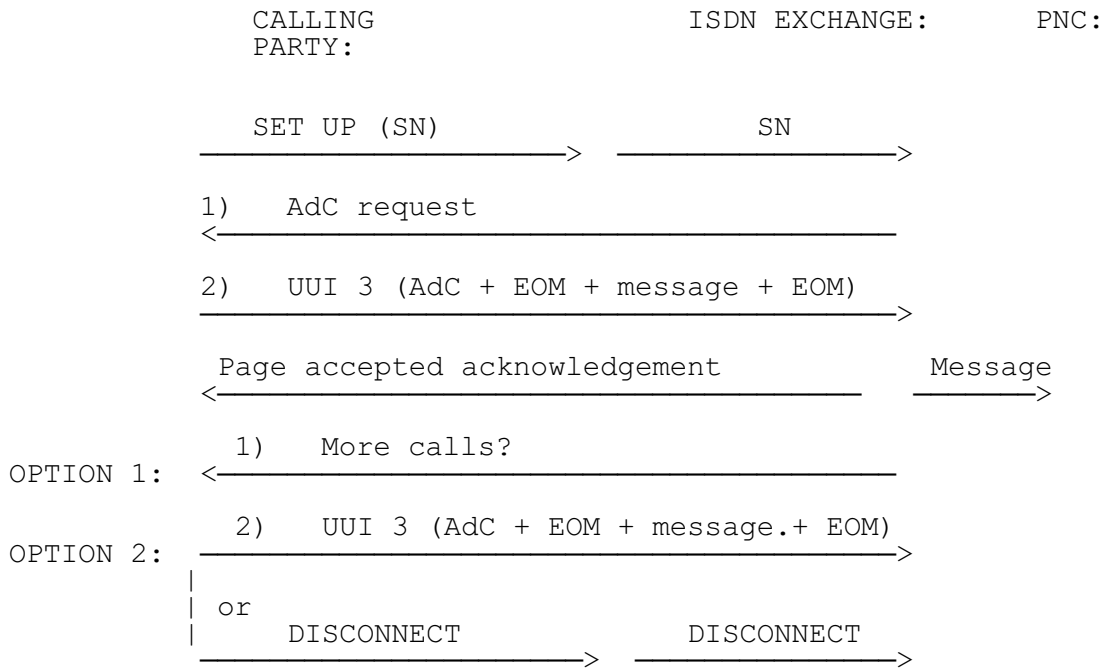 CALLING ISDN EXCHANGE: PNC:
PARTY:
SET UP (SN) SN
1) AdC request
2) UUI 3 (AdC + EOM + message + EOM)
Page accepted acknowledgement Message
1) More calls?
OPTION 1:
2) UUI 3 (AdC + EOM + message.+ EOM)
OPTION 2:
or
DISCONNECT DISCONNECT